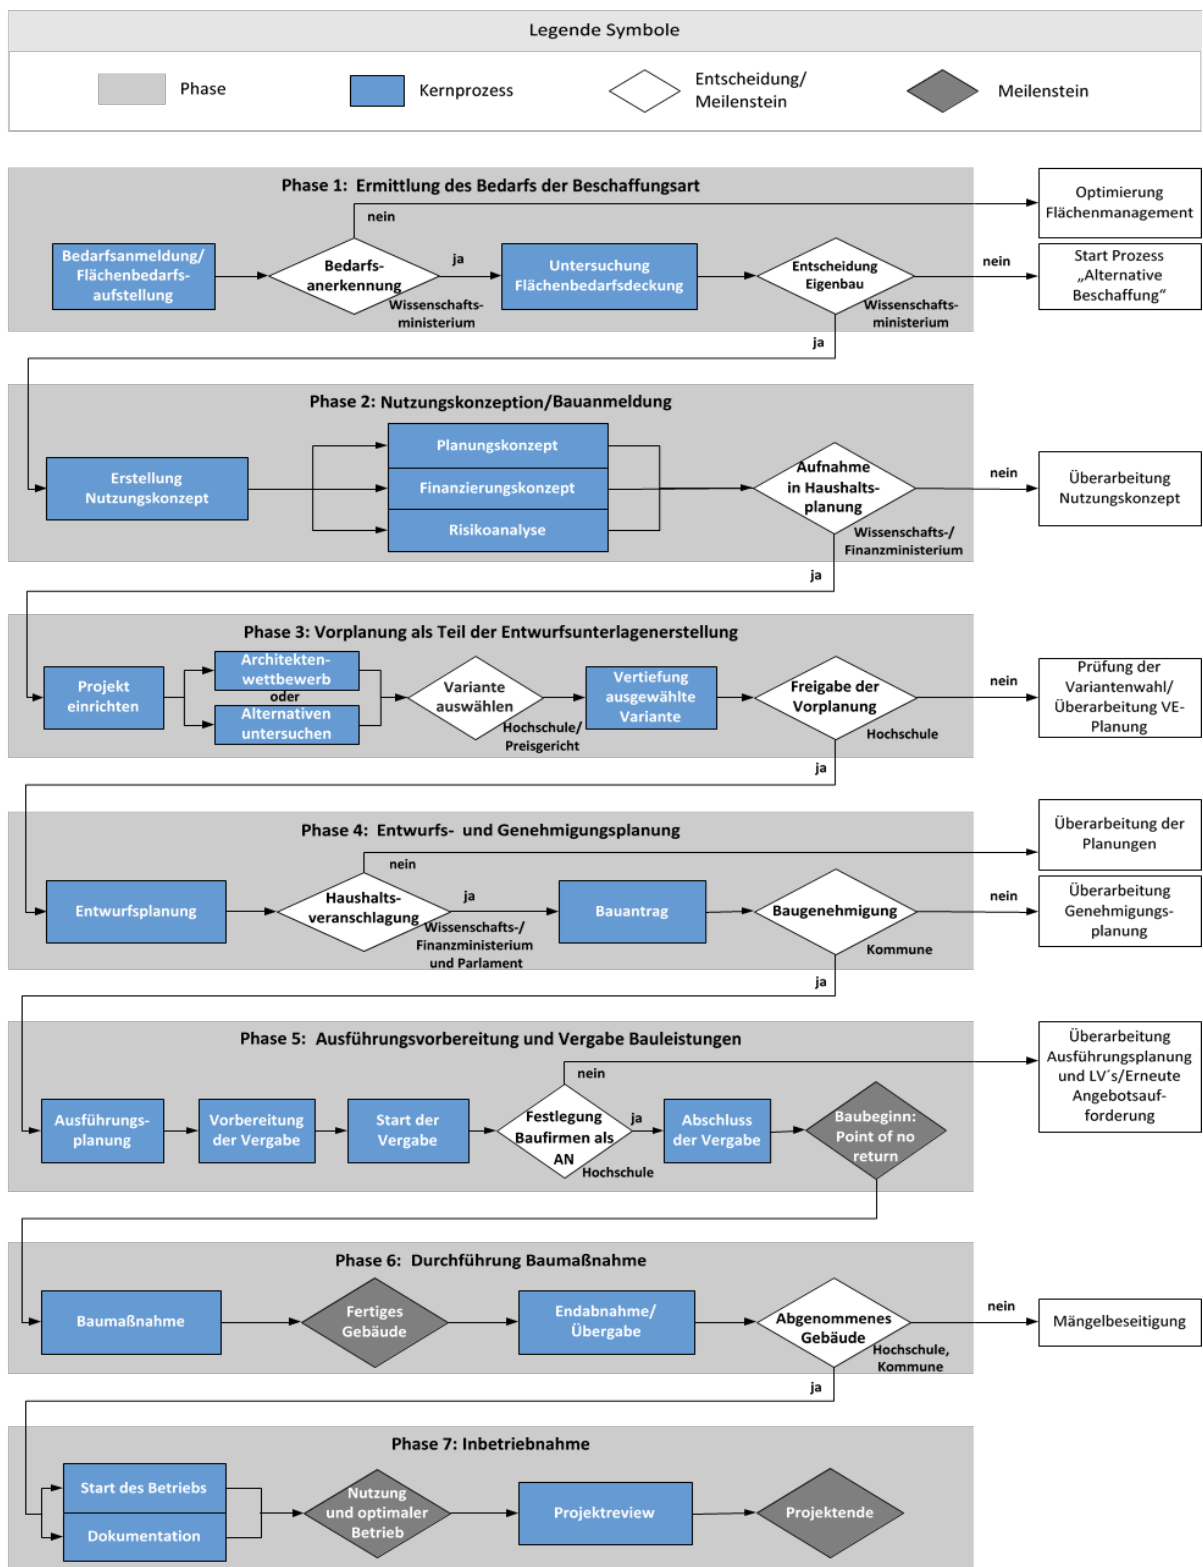 Legende Symbole
Phase
Kernprozess
Entscheidung/
Meilenstein
Meilenstein
Phase 1: Ermittlung des Bedarfs der Beschaffungsart
nein
Bedarfsanmeldung/
Flächenbedarfs-
aufstellung
Bedarfs-
anerkennung
ja
Wissenschafts-
ministerium
Untersuchung
Flächenbedarfsdeckung
Entscheidung
Eigenbau
Wissenschafts-
ministerium
nein
ja
Optimierung
Flächenmanagement
Start Prozess
„Alternative
Beschaffung“
Phase 2: Nutzungskonzeption/Bauanmeldung
Erstellung
Nutzungskonzept
Planungskonzept
Finanzierungskonzept
Risikoanalyse
Aufnahme
in Haushalts-
planung
Wissenschafts-/
Finanzministerium
nein
ja
Überarbeitung
Nutzungskonzept
Phase 3: Vorplanung als Teil der Entwurfsunterlagenerstellung
Projekt
einrichten
Architekten-
wettbewerb
oder
Alternativen
untersuchen
Variante
auswählen
Hochschule/
Preisgericht
Vertiefung
ausgewählte
Variante
Freigabe der
Vorplanung
Hochschule
nein
ja
Prüfung der
Variantenwahl/
Überarbeitung VE-
Planung
Phase 4: Entwurfs- und Genehmigungsplanung
nein
Entwurfsplanung
Haushalts-
veranschlagung
ja
Wissenschafts-/
Finanzministerium
und Parlament
Bauantrag
Baugenehmigung
Kommune
nein
ja
Überarbeitung der
Planungen
Überarbeitung
Genehmigungs-
planung
Phase 5: Ausführungsvorbereitung und Vergabe Bauleistungen
nein
Ausführungs-
planung
Vorbereitung
der Vergabe
Start der
Vergabe
Festlegung
Baufirmen als
AN
Hochschule
ja
Abschluss
der Vergabe
Baubeginn:
Point of no
return
Überarbeitung
Ausführungsplanung
und LV´s/Erneute
Angebotsauf-
forderung
Phase 6: Durchführung Baumaßnahme
Baumaßnahme
Fertiges
Gebäude
Endabnahme/
Übergabe
Abgenommenes
Gebäude
Hochschule,
Kommune
nein
ja
Mängelbeseitigung
Phase 7: Inbetriebnahme
Start des Betriebs
Dokumentation
Nutzung
und optimaler
Betrieb
Projektreview
Projektende